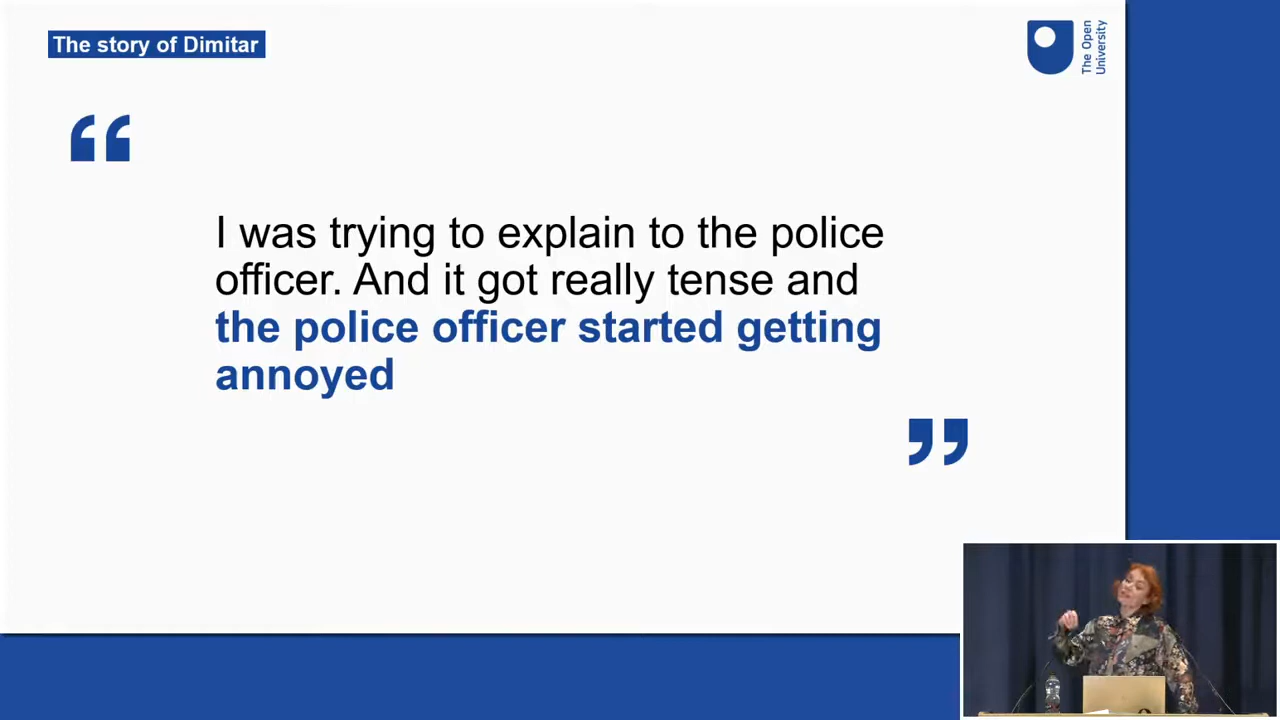 The story of Dimitar
The Open
University
“
I was trying to explain to the police
officer. And it got really tense and
the police officer started getting
annoyed
”